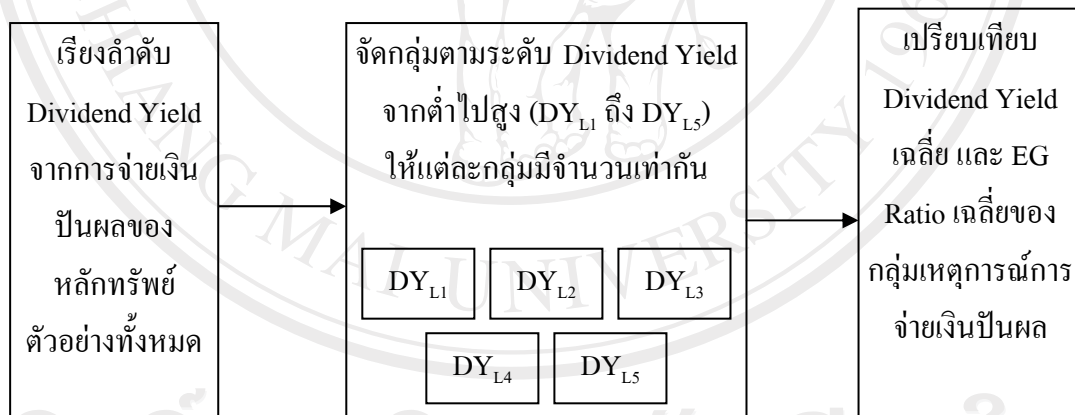 เรียงลำดับ
Dividend Yield
จากการจ่ายเงิน
ปันผลของ
หลักทรัพย์
ตัวอย่างทั้งหมด
จัดกลุ่มตามระดับ Dividend Yield
จากต่ำไปสูง (DY_L1 ถึง DY_L5)
ให้แต่ละกลุ่มมีจำนวนเท่ากัน
DY_L1 DY_L2 DY_L3
DY_L4 DY_L5
เปรียบเทียบ
Dividend Yield
เฉลี่ย และ EG
Ratio เฉลี่ยของ
กลุ่มเหตุการณ์การ
จ่ายเงินปันผล